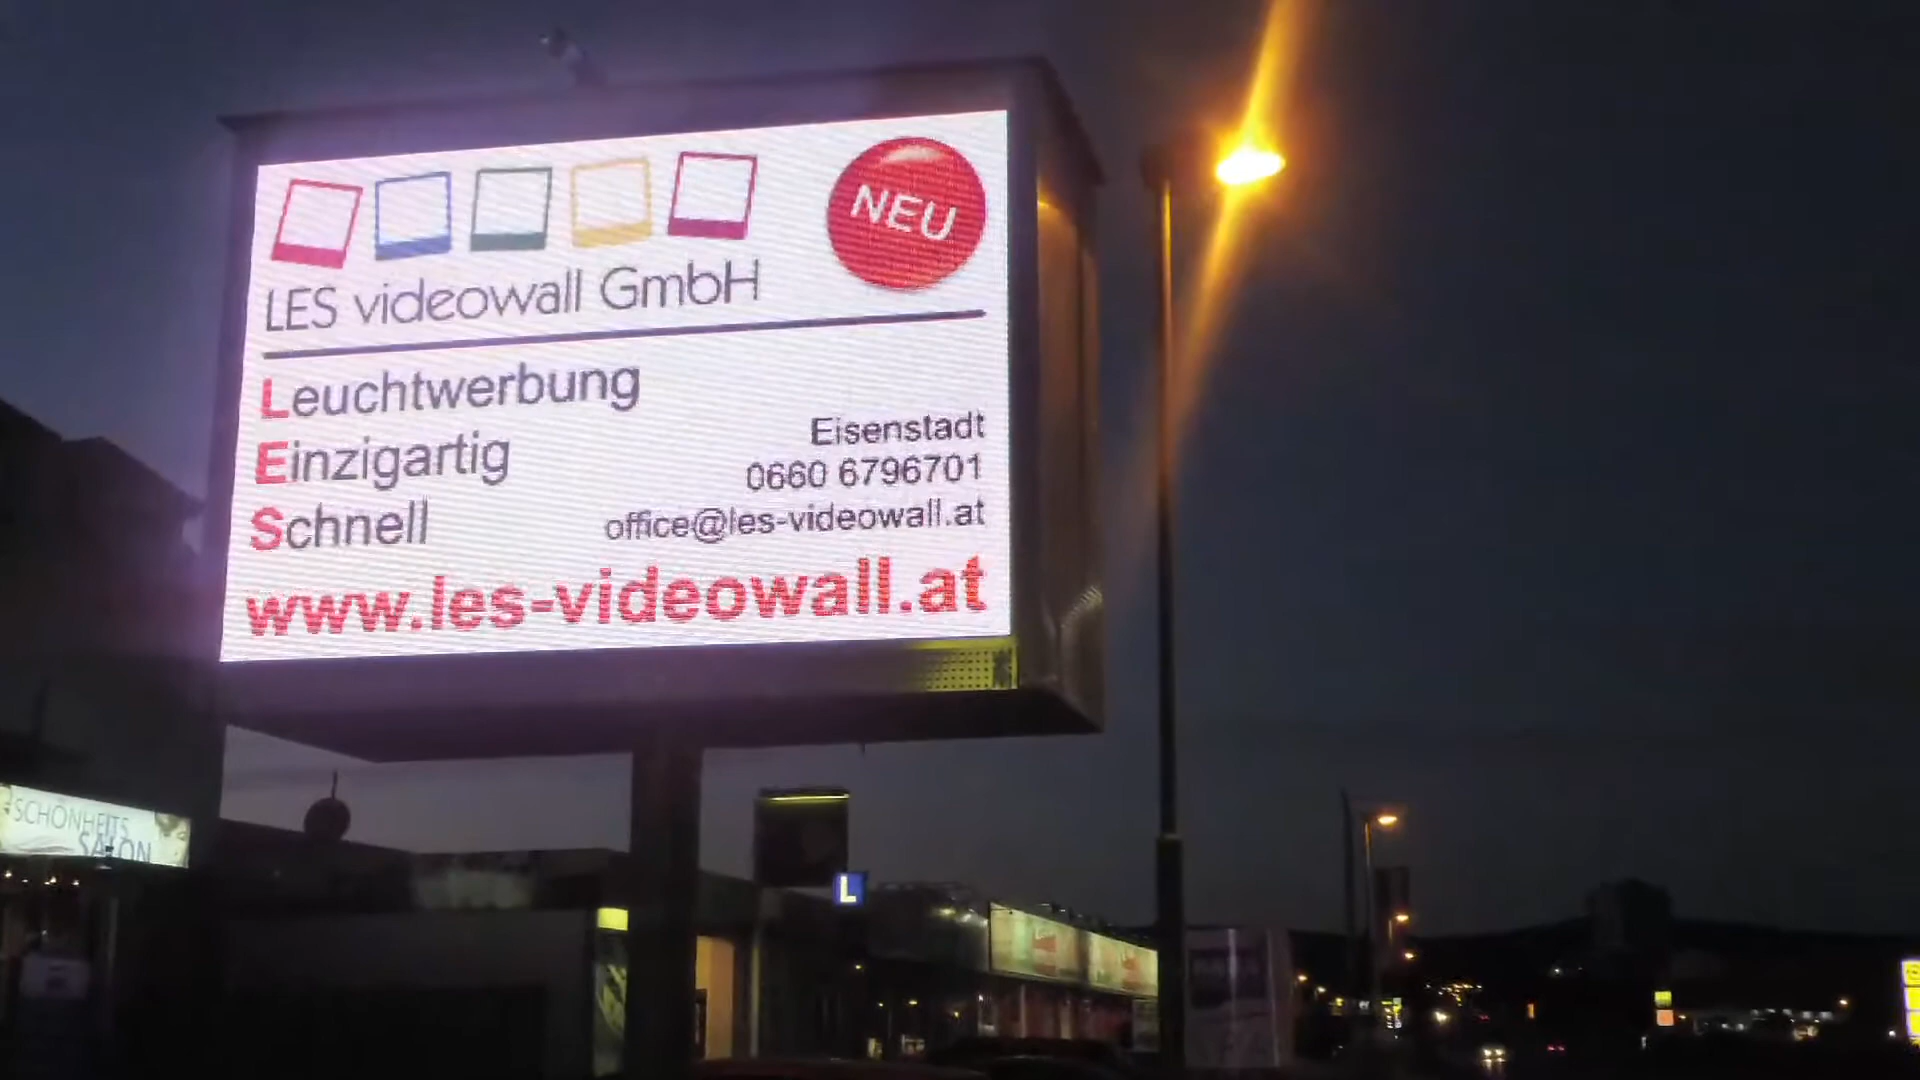 NEU
LES videowall GmbH
Leuchtwerbung
Einzigartig
Schnell
Eisenstadt
0660 6796701
office@les-videowall.at
www.les-videowall.at
SCHÖNHEITS
SALON
L